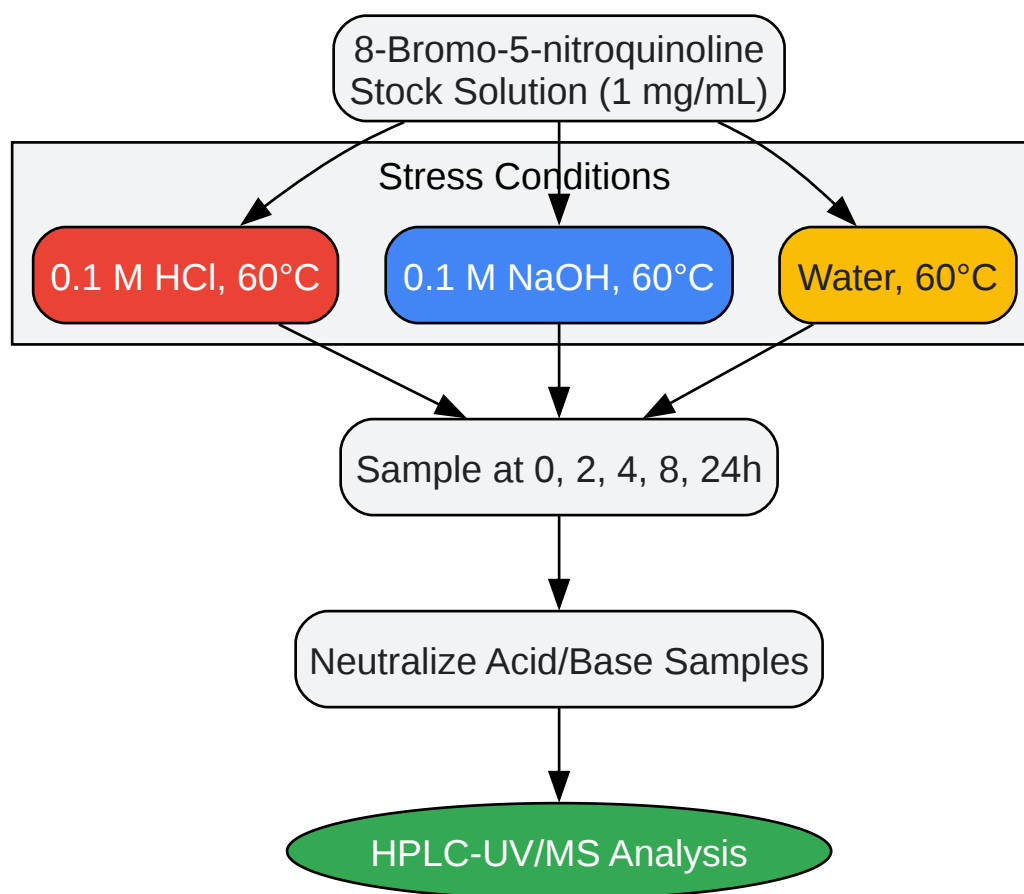 8-Bromo-5-nitroquinoline
Stock Solution (1 mg/mL)
Stress Conditions
0.1 M HCl, 60°C
0.1 M NaOH, 60°C
Water, 60°C
Sample at 0, 2, 4, 8, 24h
Neutralize Acid/Base Samples
HPLC-UV/MS Analysis